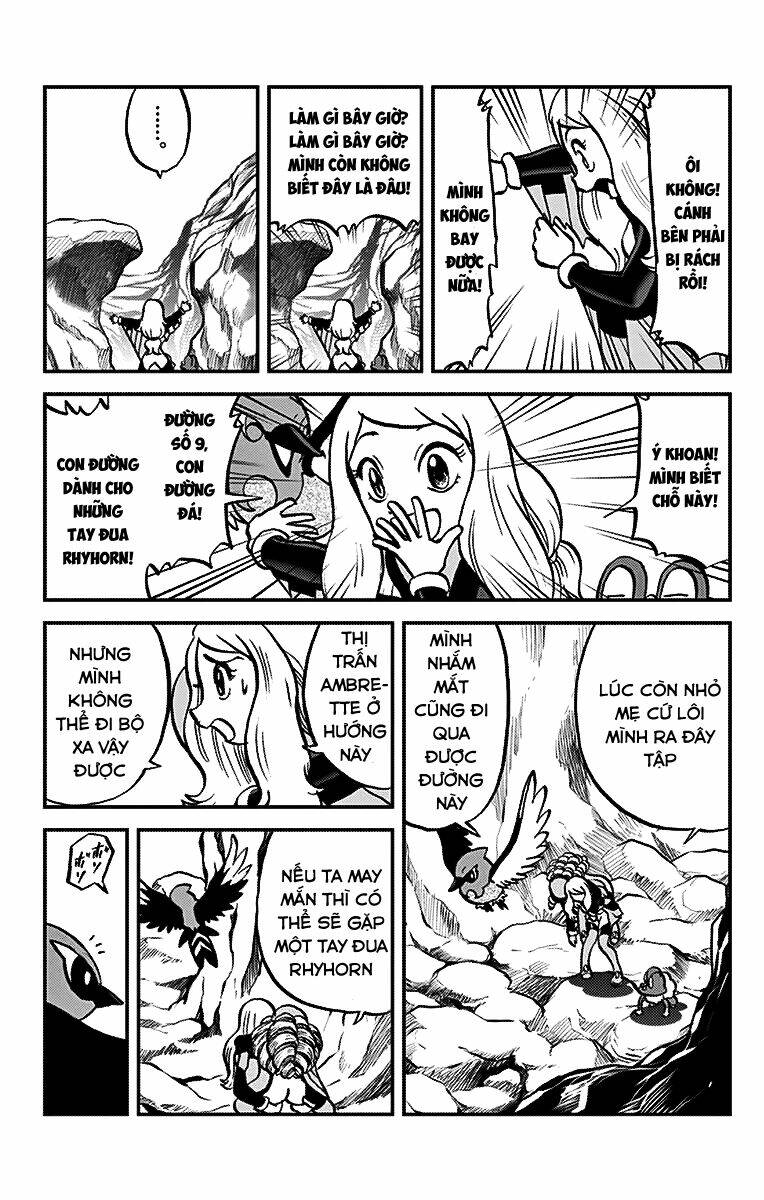 ÔI
KHÔNG!
CÁNH
BÊN PHẢI
BỊ RÁCH
RỒI!
MÌNH
KHÔNG
BAY
ĐƯỢC
NỮA!
LÀM GÌ BÂY GIỜ?
LÀM GÌ BÂY GIỜ?
MÌNH CÒN KHÔNG
BIẾT ĐÂY LÀ ĐÂU!
……。
Ý KHOAN!
MÌNH BIẾT
CHỖ NÀY!
ĐƯỜNG
SỐ 9,
CON
ĐƯỜNG
ĐÁ!
CON ĐƯỜNG
DÀNH CHO
NHỮNG
TAY ĐUA
RHYHORN!
LÚC CÒN NHỎ
MẸ CỨ LÔI
MÌNH RA ĐÂY
TẬP
MÌNH
NHẮM
MẮT
CŨNG ĐI
QUA
ĐƯỢC
ĐƯỜNG
NÀY
THỊ
TRẤN
AMBRE-
TTE Ở
HƯỚNG
NÀY
NHƯNG
MÌNH
KHÔNG
THỂ ĐI BỘ
XA VẬY
ĐƯỢC
NẾU TA MAY
MẮN THÌ CÓ
THỂ SẼ GẶP
MỘT TAY ĐUA
RHYHORN
ボソ
ボソ